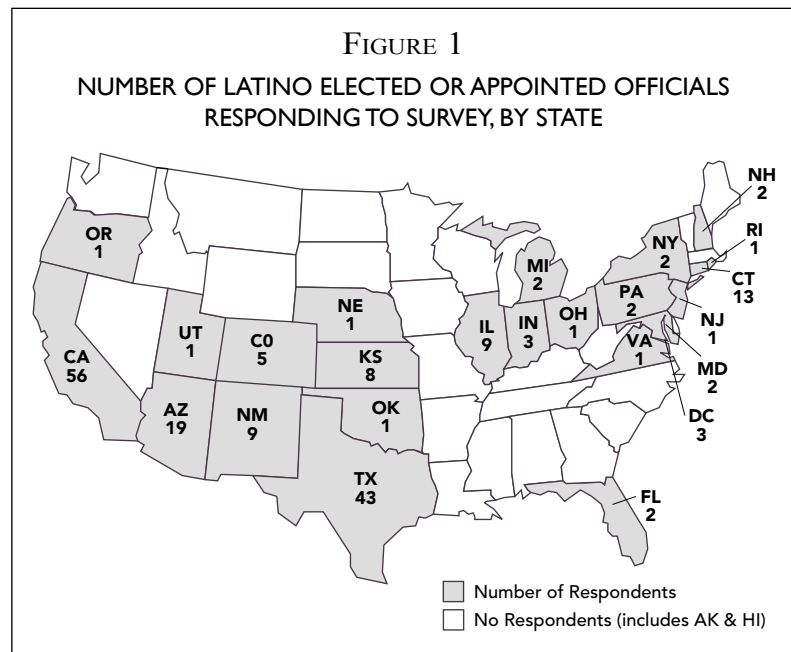 FIGURE 1
NUMBER OF LATINO ELECTED OR APPOINTED OFFICIALS
RESPONDING TO SURVEY, BY STATE
NH
2
OR
1
NY
2
RI
1
MI
2
CT
13
NE
1
PA
2
IL
9
IN
3
OH
1
NJ
1
UT
1
C0
5
CA
56
KS
8
VA
1
MD
2
AZ
19
NM
9
OK
1
DC
3
TX
43
FL
2
Number of Respondents
No Respondents (includes AK & HI)